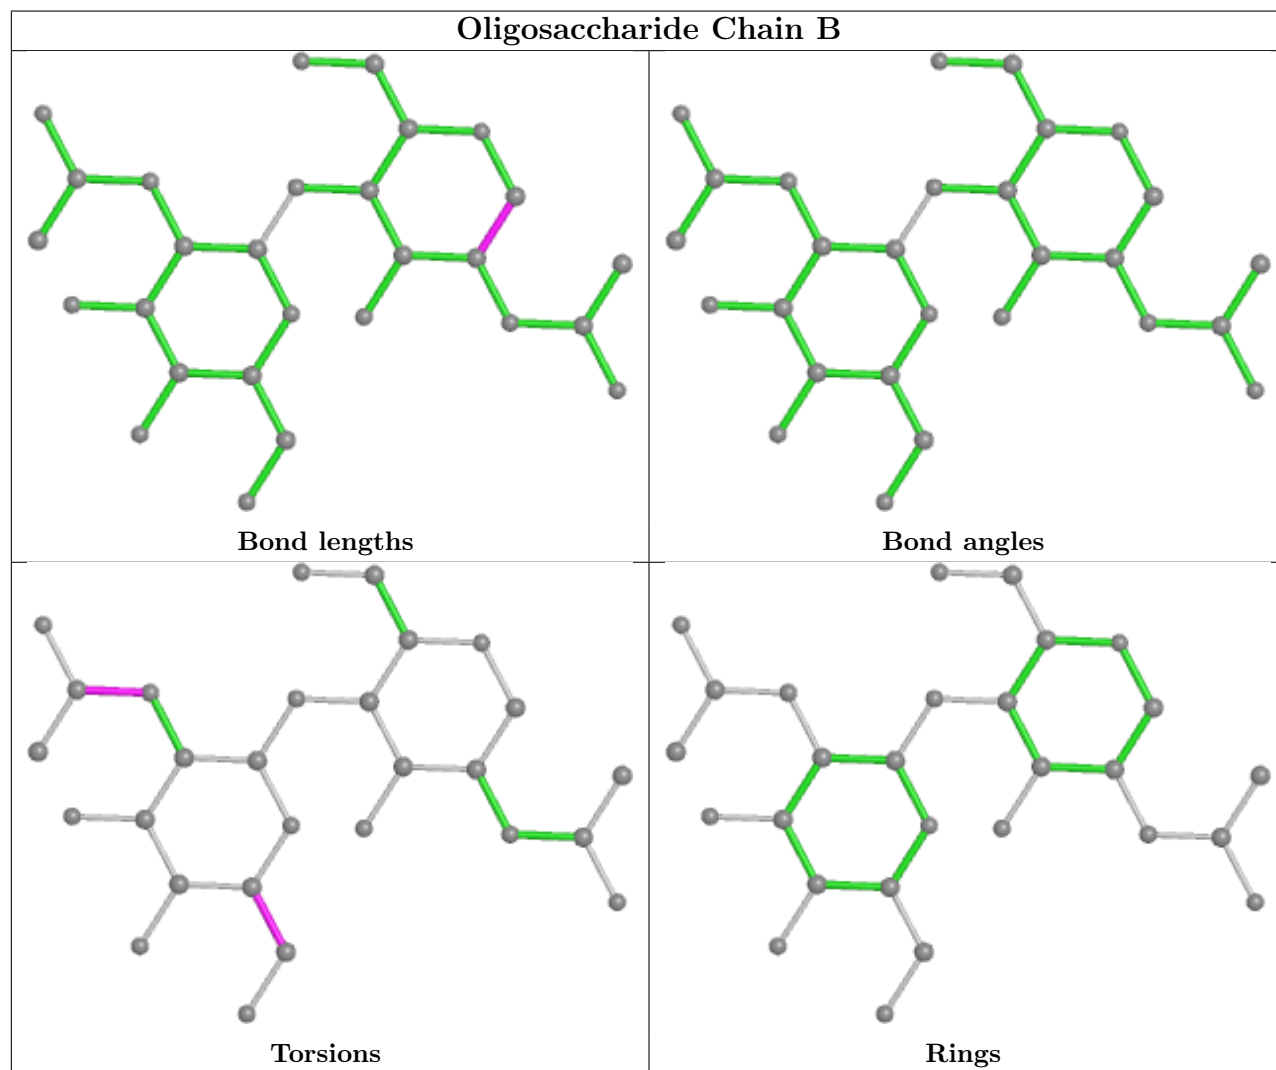 Oligosaccharide Chain B
Bond lengths
Bond angles
Torsions
Rings